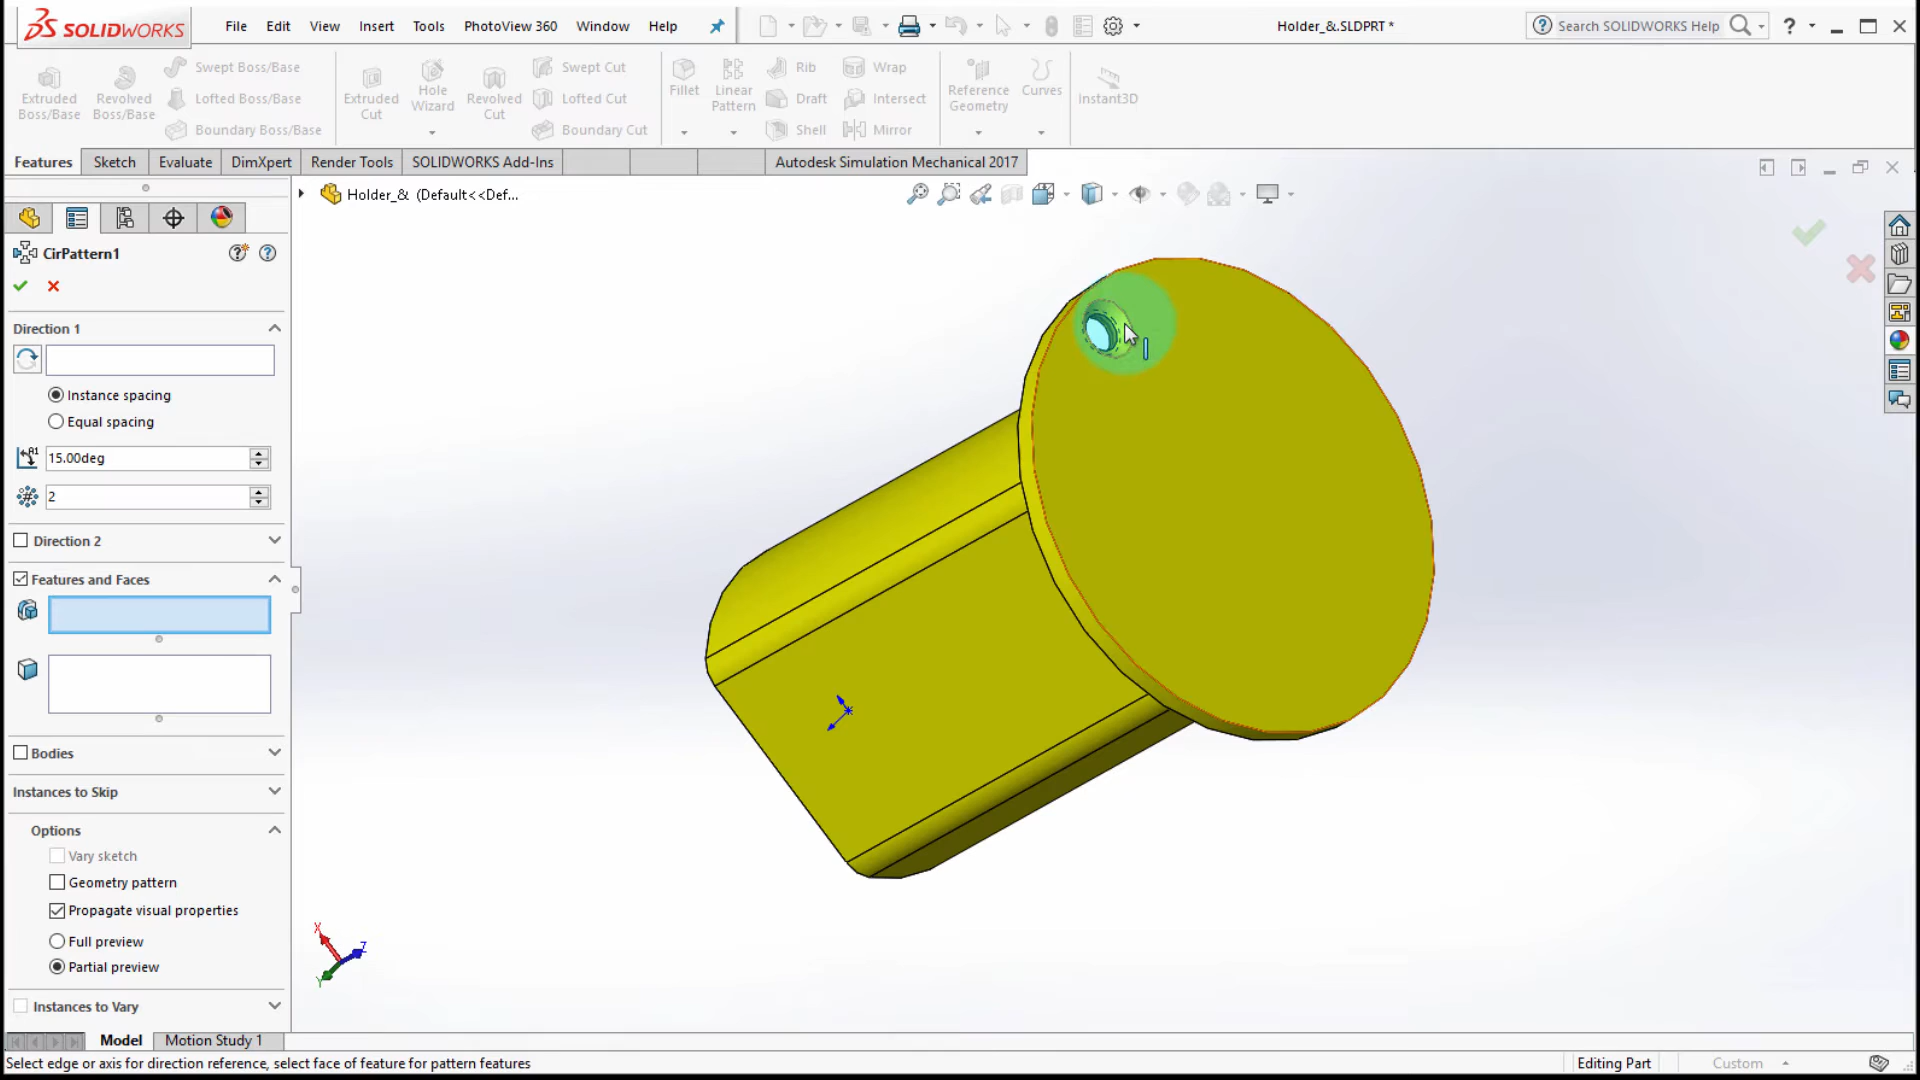 SOLIDWORKS File Edit View Insert Tools PhotoView 360 Window Help Holder_&.SLDPRT * Search SOLIDWORKS Help ?
Extruded Boss/Base
Revolved Boss/Base
Swept Boss/Base
Lofted Boss/Base
Boundary Boss/Base
Extruded Cut
Hole Wizard
Revolved Cut
Swept Cut
Lofted Cut
Boundary Cut
Fillet
Linear Pattern
Rib
Draft
Shell
Wrap
Intersect
Mirror
Reference Geometry
Curves
Instant3D
Features Sketch Evaluate DimXpert Render Tools SOLIDWORKS Add-Ins Autodesk Simulation Mechanical 2017
Holder_& (Default<<Def...
CirPattern1
Direction 1
Instance spacing
Equal spacing
15.00deg
2
Direction 2
Features and Faces
Bodies
Instances to Skip
Options
Vary sketch
Geometry pattern
Propagate visual properties
Full preview
Partial preview
Instances to Vary
X
Z
Y
Model Motion Study 1
Select edge or axis for direction reference, select face of feature for pattern features Editing Part Custom